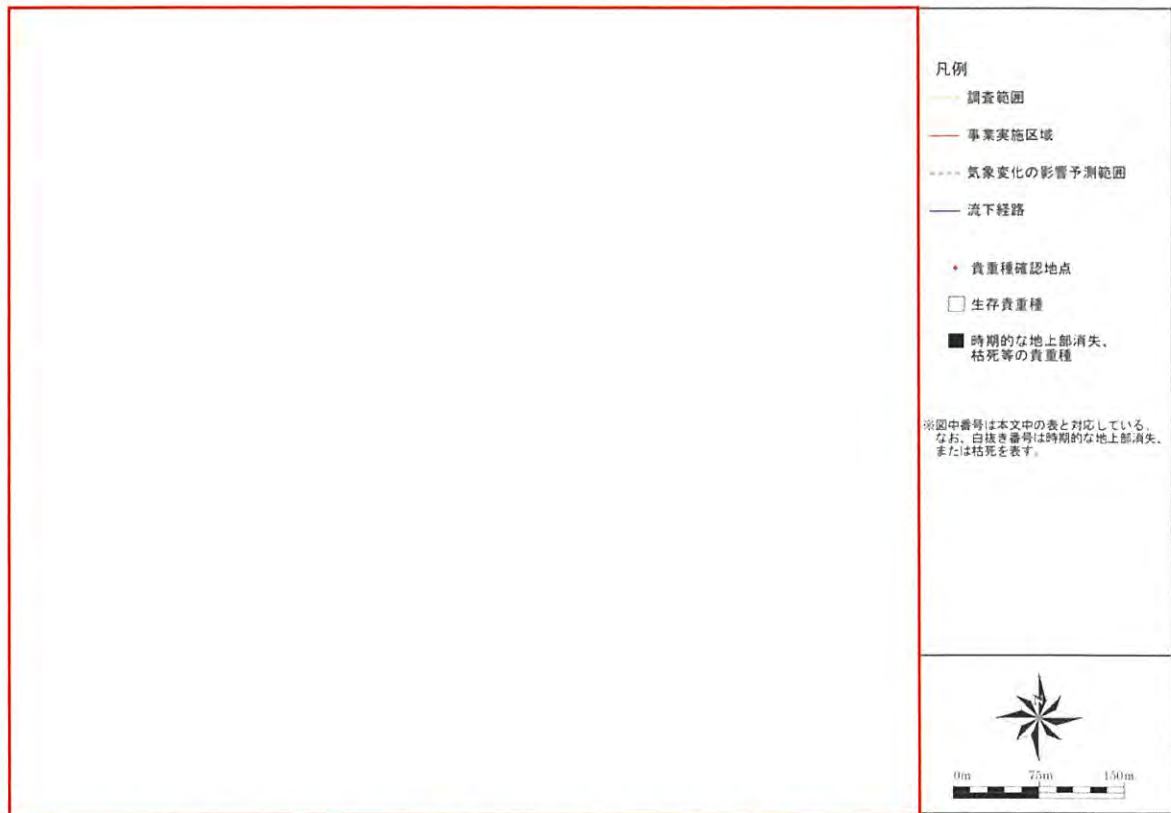 凡例
調査範囲
事業実施区域
気象変化の影響予測範囲
流下経路
貴重種確認地点
生存貴重種
時期的な地上部消失、
枯死等の貴重種
※図中番号は本文中の表と対応している。
なお、白抜き番号は時期的な地上部消失、
または枯死を表す。
N
0m 75m 150m